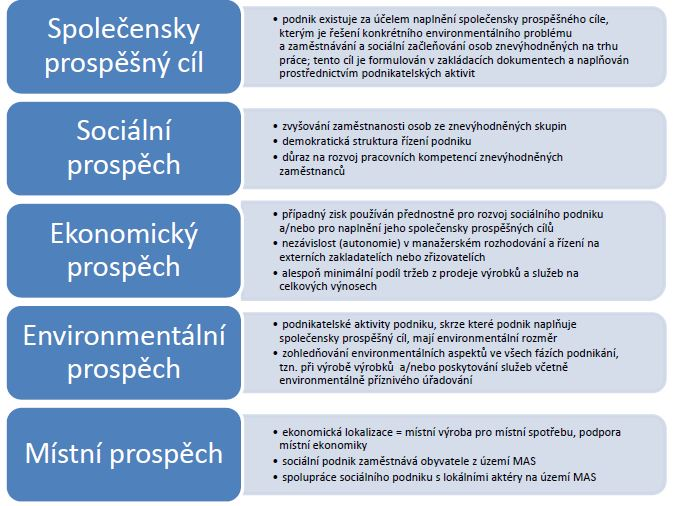 Společensky
prospěšný cíl
• podnik existuje za účelem naplnění společensky prospěšného cíle,
kterým je řešení konkrétního environmentálního problému
a zaměstnávání a sociální začleňování osob znevýhodněných na trhu
práce; tento cíl je formulován v zakládacích dokumentech a naplňován
prostřednictvím podnikatelských aktivit
Sociální
prospěch
• zvyšování zaměstnanosti osob ze znevýhodněných skupin
• demokratická struktura řízení podniku
• důraz na rozvoj pracovních kompetencí znevýhodněných
zaměstnanců
Ekonomický
prospěch
• případný zisk používán přednostně pro rozvoj sociálního podniku
a/nebo pro naplnění jeho společensky prospěšných cílů
• nezávislost (autonomie) v manažerském rozhodování a řízení na
externích zakladatelích nebo zřizovatelích
• alespoň minimální podíl tržeb z prodeje výrobků a služeb na
celkových výnosech
Environmentální
prospěch
• podnikatelské aktivity podniku, skrze které podnik naplňuje
společensky prospěšný cíl, mají environmentální rozměr
• zohledňování environmentálních aspektů ve všech fázích podnikání,
tzn. při výrobě výrobků a/nebo poskytování služeb včetně
environmentálně příznivého úřadování
Místní prospěch
• ekonomická lokalizace = místní výroba pro místní spotřebu, podpora
místní ekonomiky
• sociální podnik zaměstnává obyvatele z území MAS
• spolupráce sociálního podniku s lokálními aktéry na území MAS